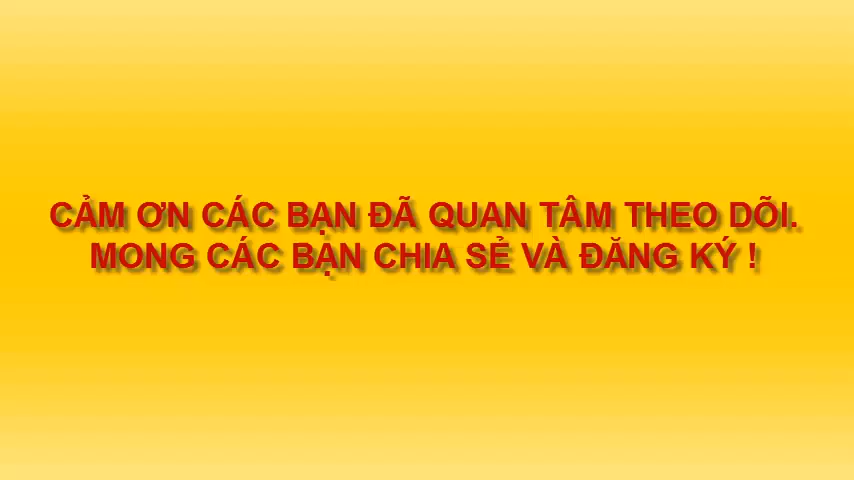 CẢM ƠN CÁC BẠN ĐÃ QUAN TÂM THEO DÕI.
MONG CÁC BẠN CHIA SẺ VÀ ĐĂNG KÝ !